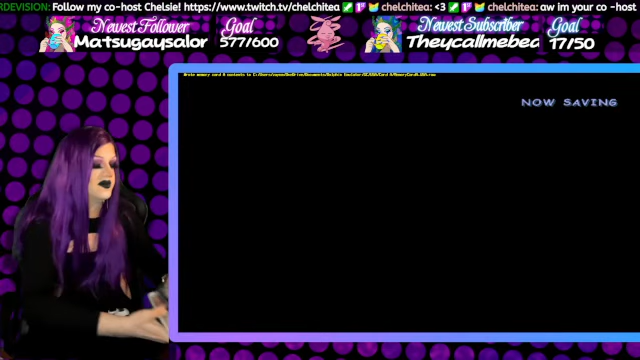 RDEVISION: Follow my co-host Chelsie! https://www.twitch.tv/chelchitea chelchitea: <3 chelchitea: aw im your co -host
Newest Follower
Matsugaysalor
Goal
577/600
Newest Subscriber
Theycallmebea
Goal
17/50
NOW SAVING